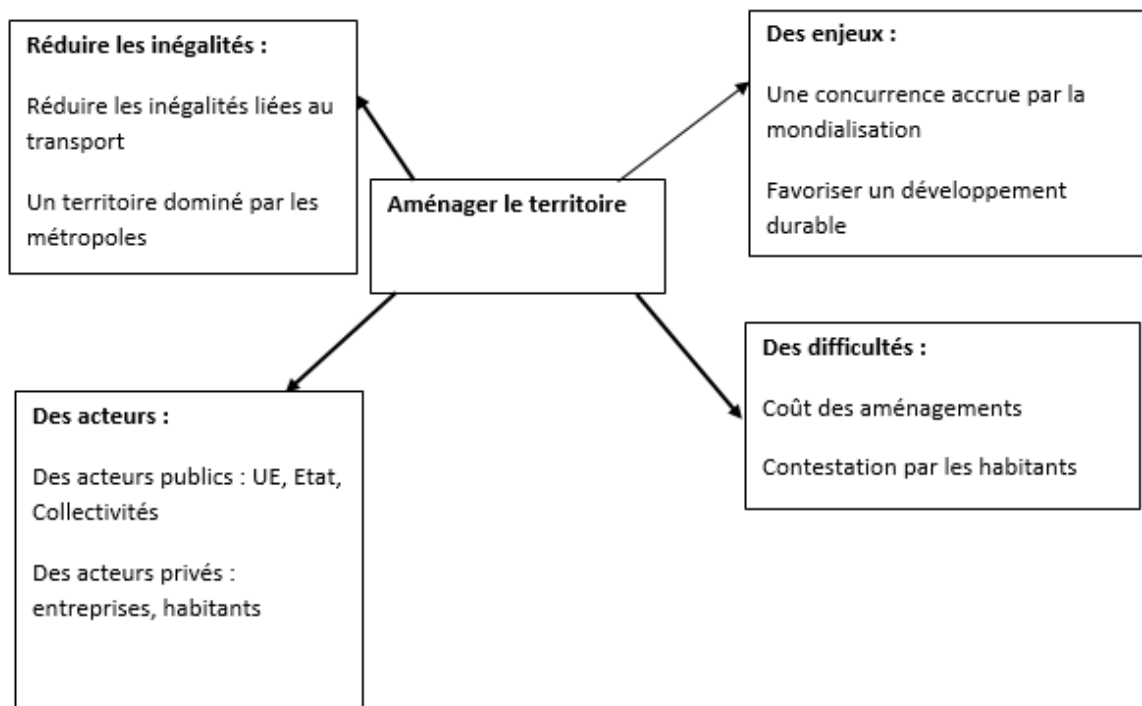 Réduire les inégalités :
Réduire les inégalités liées au
transport
Un territoire dominé par les
métropoles
Des enjeux :
Une concurrence accrue par la
mondialisation
Favoriser un développement
durable
Aménager le territoire
Des acteurs :
Des acteurs publics : UE, Etat,
Collectivités
Des acteurs privés :
entreprises, habitants
Des difficultés :
Coût des aménagements
Contestation par les habitants